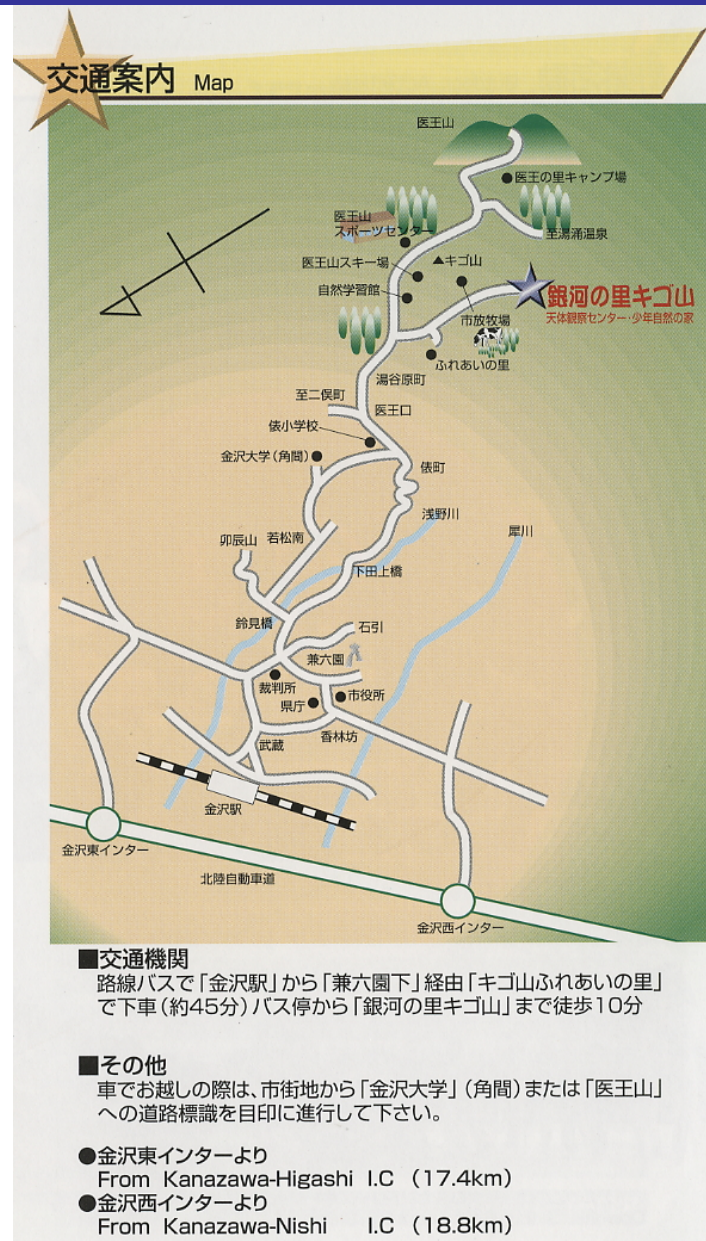 交通案内 Map
医王山
医王の里キャンプ場
医王山
スポーツセンター
至湯涌温泉
医王山スキー場
▲キゴ山
自然学習館
銀河の里キゴ山
天体観察センター・少年自然の家
市放牧場
ふれあいの里
湯谷原町
至二俣町
医王口
俵小学校
金沢大学(角間)
俵町
浅野川
犀川
卯辰山
若松南
下田上橋
鈴見橋
石引
兼六園
裁判所
県庁
市役所
武蔵
香林坊
金沢駅
金沢東インター
北陸自動車道
金沢西インター
■交通機関
路線バスで「金沢駅」から「兼六園下」経由「キゴ山ふれあいの里」
で下車(約45分)バス停から「銀河の里キゴ山」まで徒歩10分
■その他
車でお越しの際は、市街地から「金沢大学」(角間)または「医王山」
への道路標識を目印に進行して下さい。
●金沢東インターより
From Kanazawa-Higashi I.C (17.4km)
●金沢西インターより
From Kanazawa-Nishi I.C (18.8km)